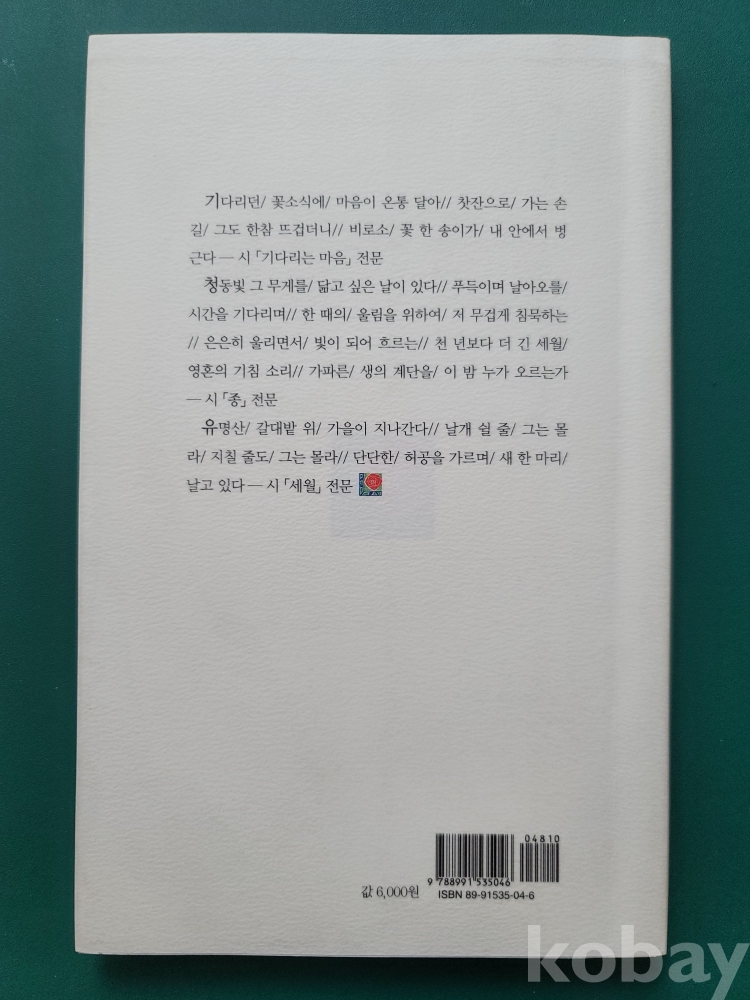 기다리던/ 꽃소식에/ 마음이 온통 달아// 찻잔으로/ 가는 손
길/ 그도 한참 뜨겁더니// 비로소/ 꽃 한 송이가/ 내 안에서 벙
근다 — 시 「기다리는 마음」 전문
청동빛 그 무게를/ 닮고 싶은 날이 있다// 푸득이며 날아오를/
시간을 기다리며// 한 때의/ 울림을 위하여/ 저 무겁게 침묵하는
// 은은히 울리면서/ 빛이 되어 흐르는// 천 년보다 더 긴 세월/
영혼의 기침 소리// 가파른/ 생의 계단을/ 이 밤 누가 오르는가
— 시 「종」 전문
유명산/ 갈대밭 위/ 가을이 지나간다// 날개 쉴 줄/ 그는 몰
라/ 지칠 줄도/ 그는 몰라// 단단한/ 허공을 가르며/ 새 한 마리/
날고 있다 — 시 「세월」 전문
04810
9 788991 535046
값 6,000원
ISBN 89-91535-04-6
kobay